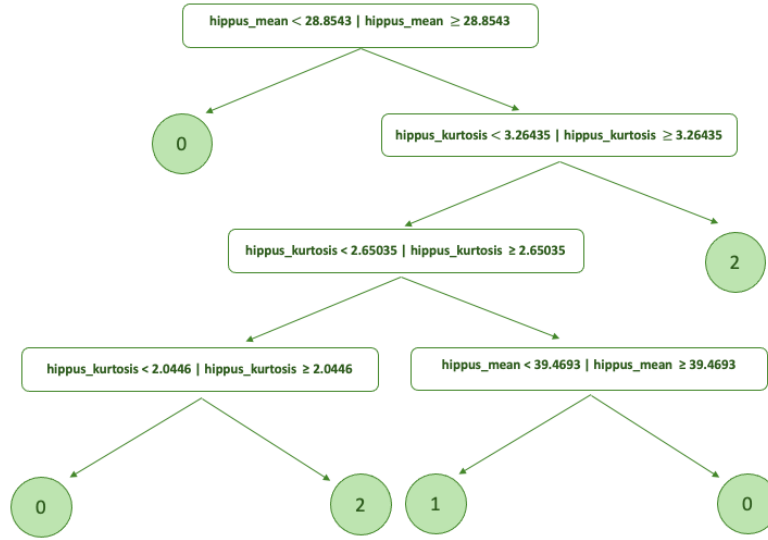 hippus_mean < 28.8543 | hippus_mean ≥ 28.8543
0
hippus_kurtosis < 3.26435 | hippus_kurtosis ≥ 3.26435
hippus_kurtosis < 2.65035 | hippus_kurtosis ≥ 2.65035
2
hippus_kurtosis < 2.0446 | hippus_kurtosis ≥ 2.0446
hippus_mean < 39.4693 | hippus_mean ≥ 39.4693
0
2
1
0